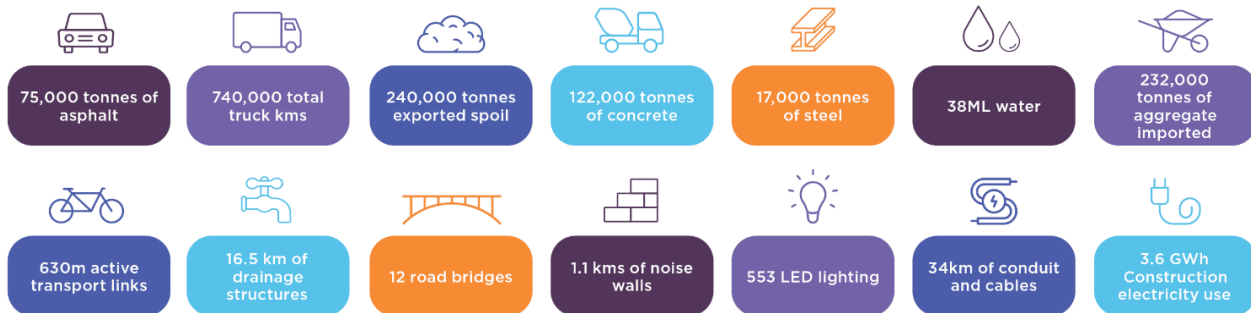 75,000 tonnes of
asphalt
740,000 total
truck kms
240,000 tonnes
exported spoil
122,000 tonnes
of concrete
17,000 tonnes
of steel
38ML water
232,000
tonnes of
aggregate
imported
630m active
transport links
16.5 km of
drainage
structures
12 road bridges
1.1 kms of noise
walls
553 LED lighting
34km of conduit
and cables
3.6 GWh
Construction
electricity use